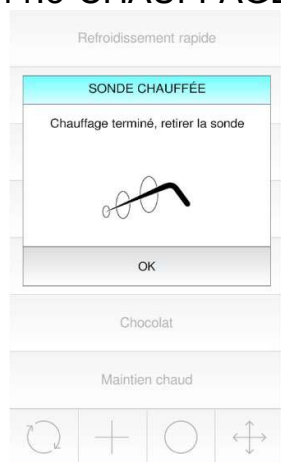 Refroidissement rapide
SONDE CHAUFFÉE
Chauffage terminé, retirer la sonde
OK
Chocolat
Maintien chaud